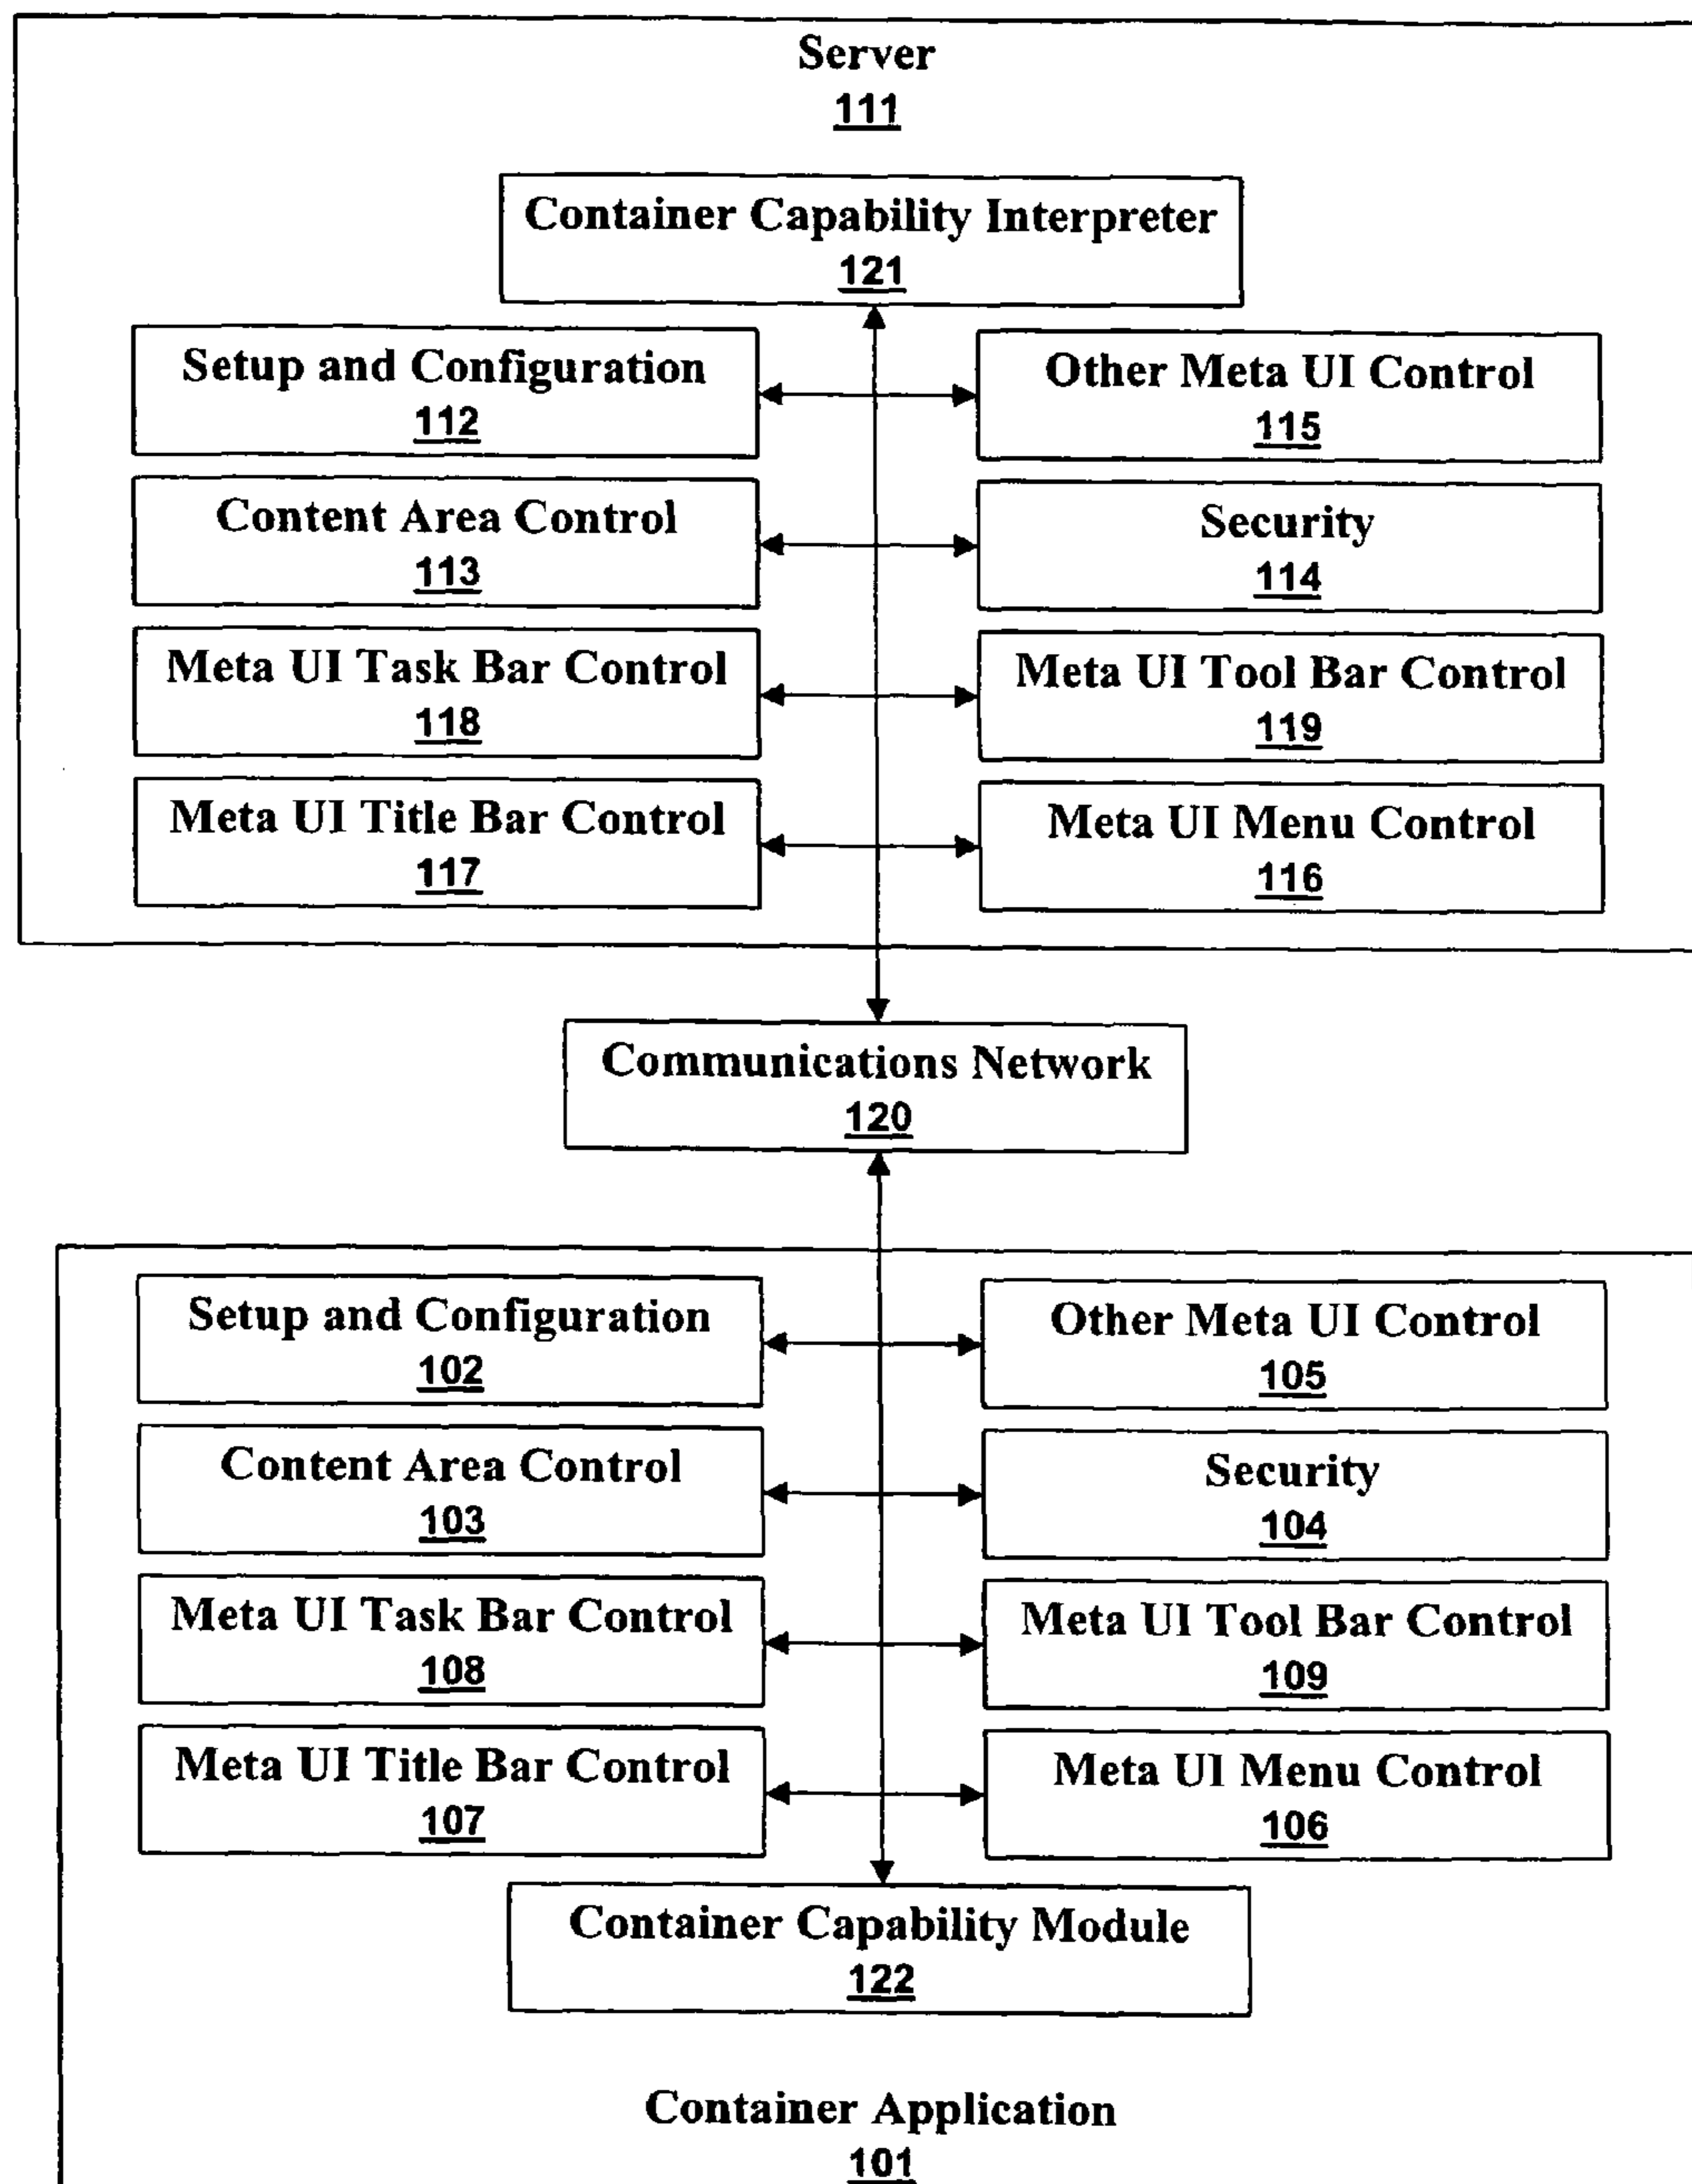 Server
111
Container Capability Interpreter
121
Setup and Configuration
112
Other Meta UI Control
115
Content Area Control
113
Security
114
Meta UI Task Bar Control
118
Meta UI Tool Bar Control
119
Meta UI Title Bar Control
117
Meta UI Menu Control
116
Communications Network
120
Setup and Configuration
102
Other Meta UI Control
105
Content Area Control
103
Security
104
Meta UI Task Bar Control
108
Meta UI Tool Bar Control
109
Meta UI Title Bar Control
107
Meta UI Menu Control
106
Container Capability Module
122
Container Application
101